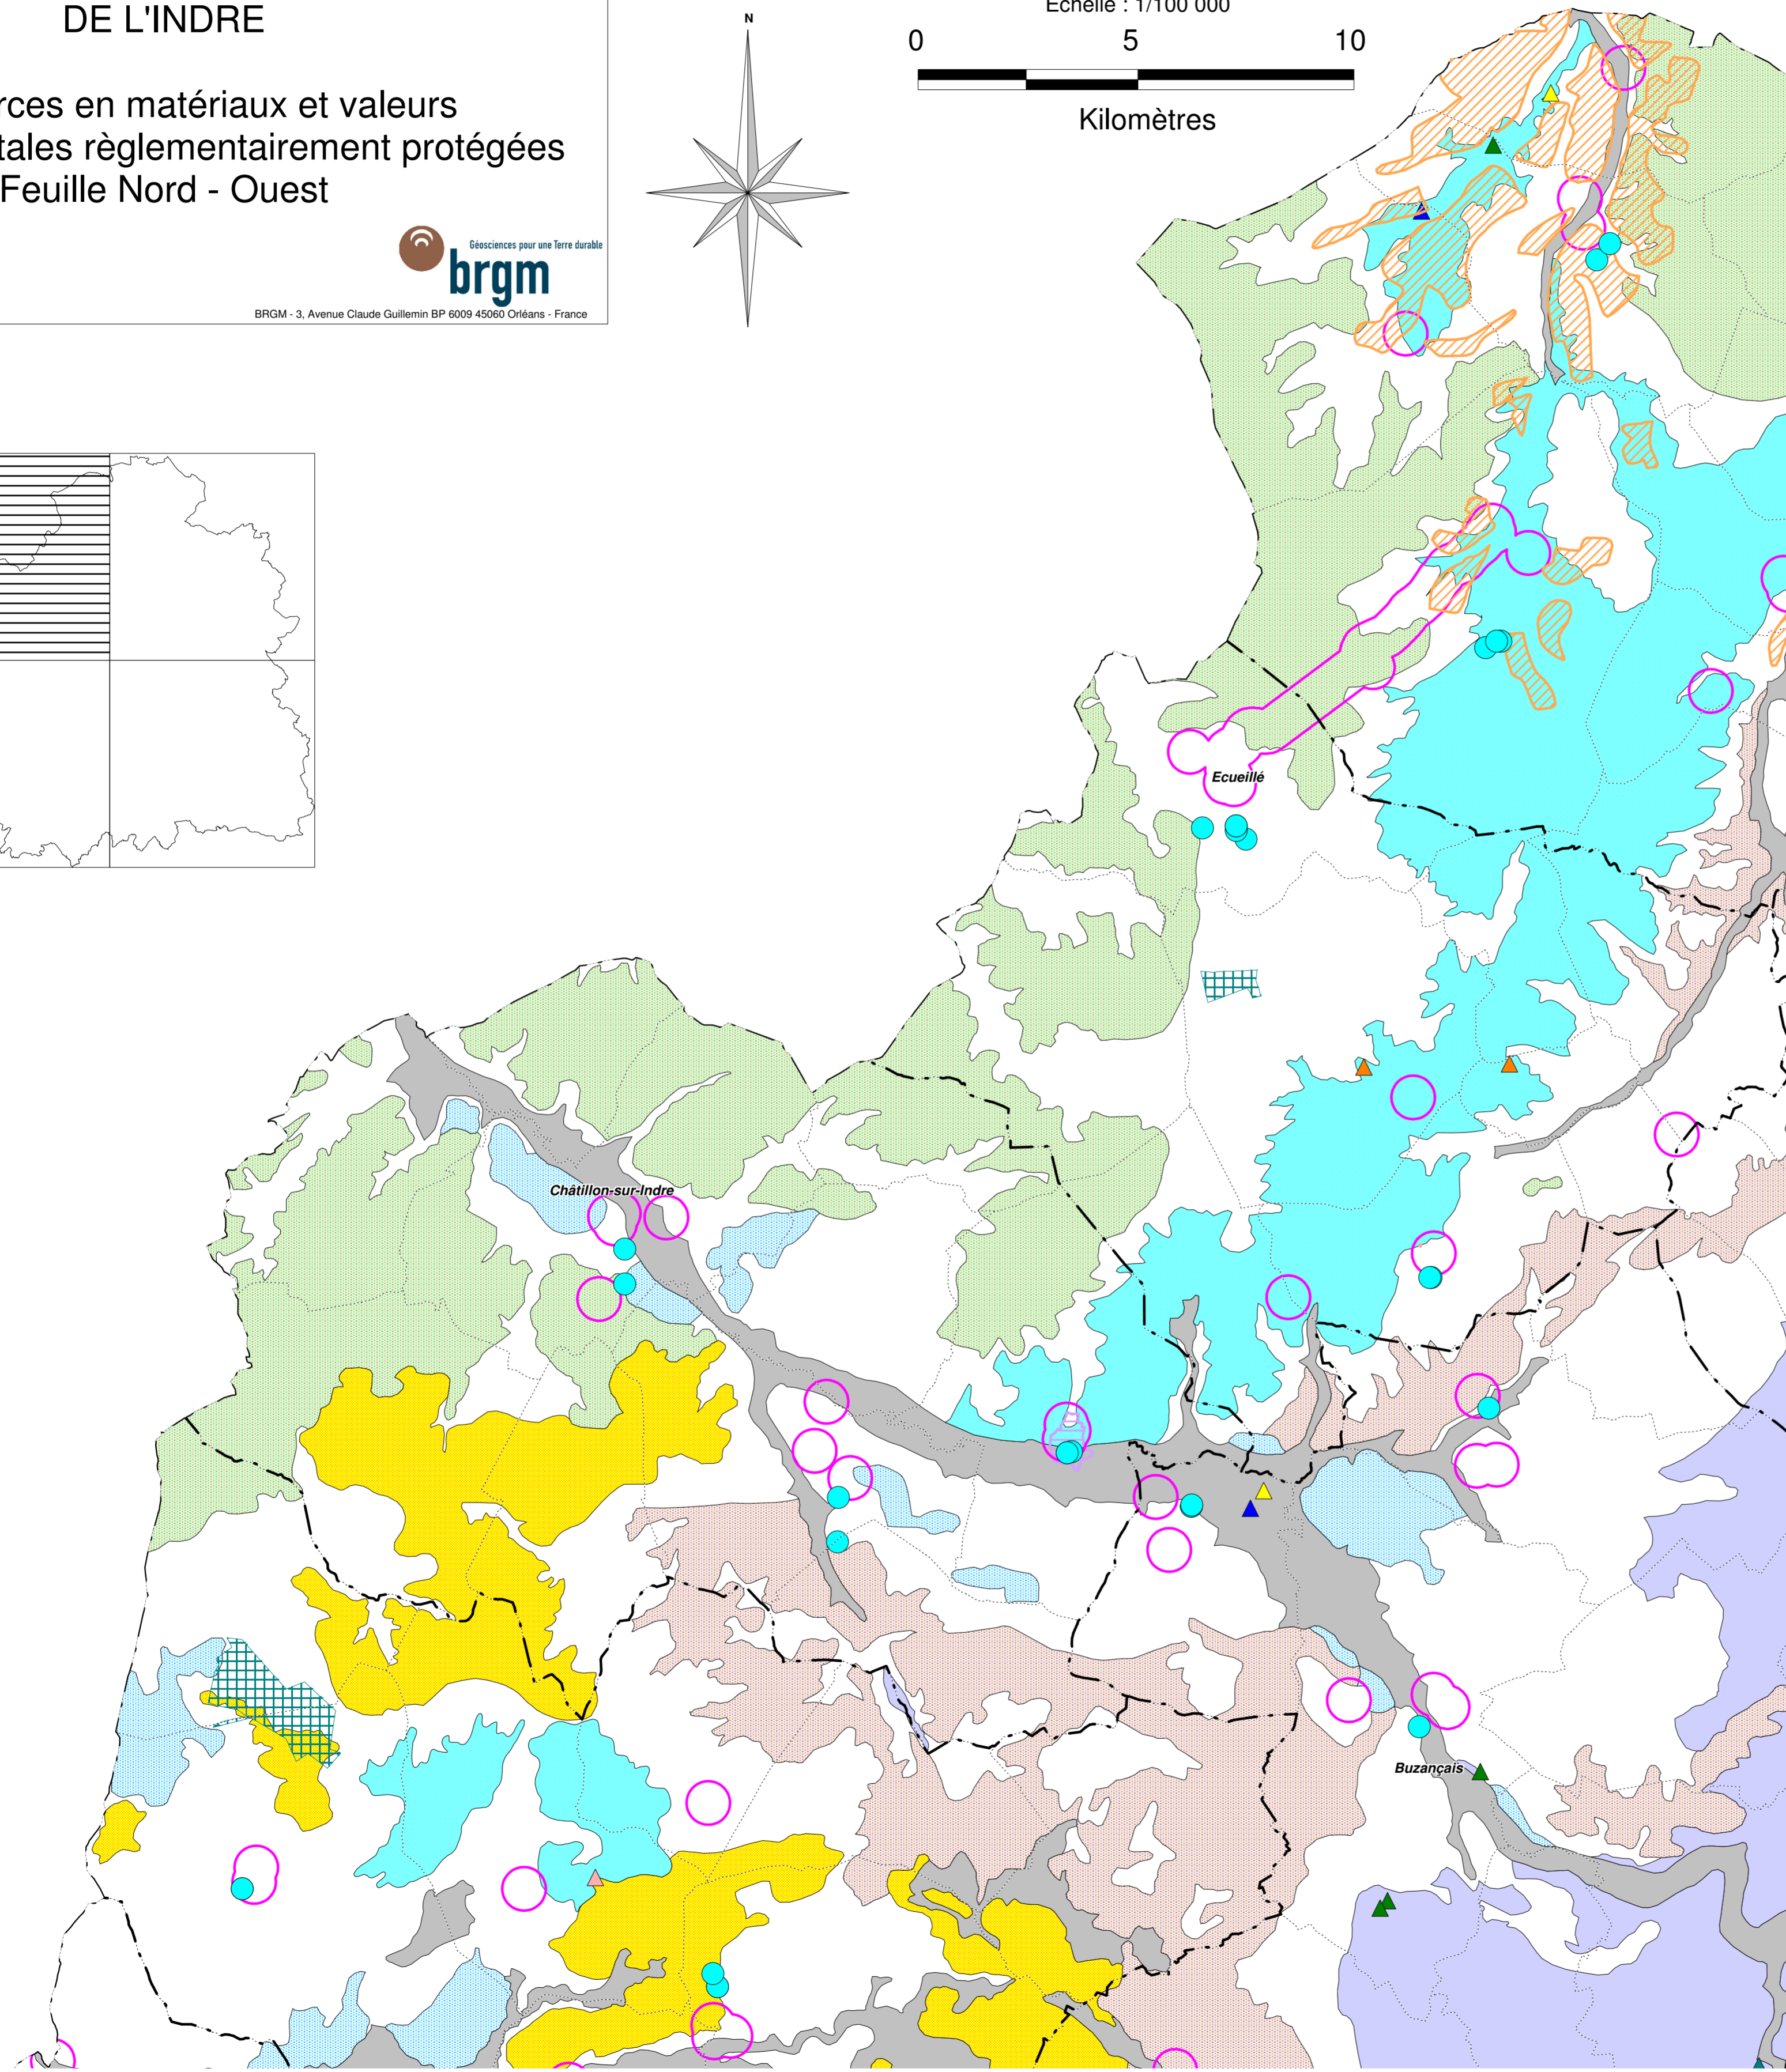 DE L'INDRE
en matériaux et valeurs
règlementairement protégées
Feuille Nord - Ouest
Géosciences pour une Terre durable
brgm
BRGM - 3, Avenue Claude Guillemin BP 6009 45060 Orléans - France
N
Echelle : 1/100 000
0 5 10
Kilomètres
Ecueillé
Châtillon-sur-Indre
Buzançais